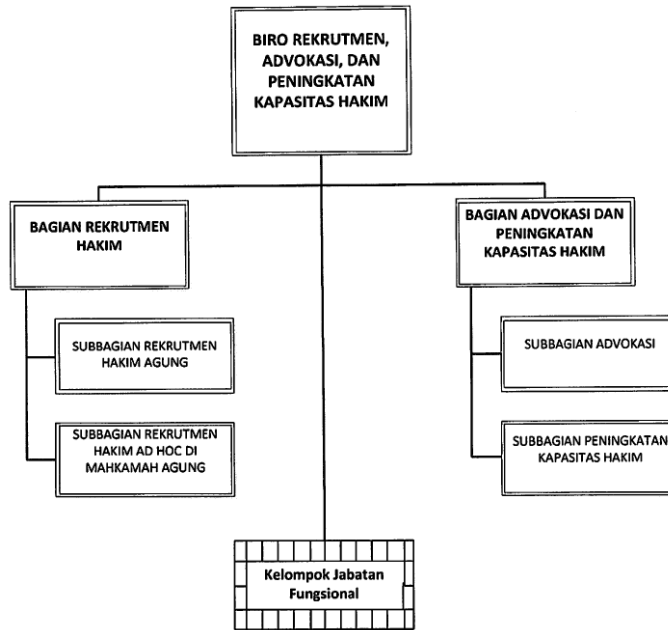 BIRO REKRUTMEN,
ADVOKASI, DAN
PENINGKATAN
KAPASITAS HAKIM
BAGIAN REKRUTMEN
HAKIM
BAGIAN ADVOKASI DAN
PENINGKATAN
KAPASITAS HAKIM
SUBBAGIAN REKRUTMEN
HAKIM AGUNG
SUBBAGIAN ADVOKASI
SUBBAGIAN REKRUTMEN
HAKIM AD HOC DI
MAHKAMAH AGUNG
SUBBAGIAN PENINGKATAN
KAPASITAS HAKIM
Kelompok Jabatan
Fungsional